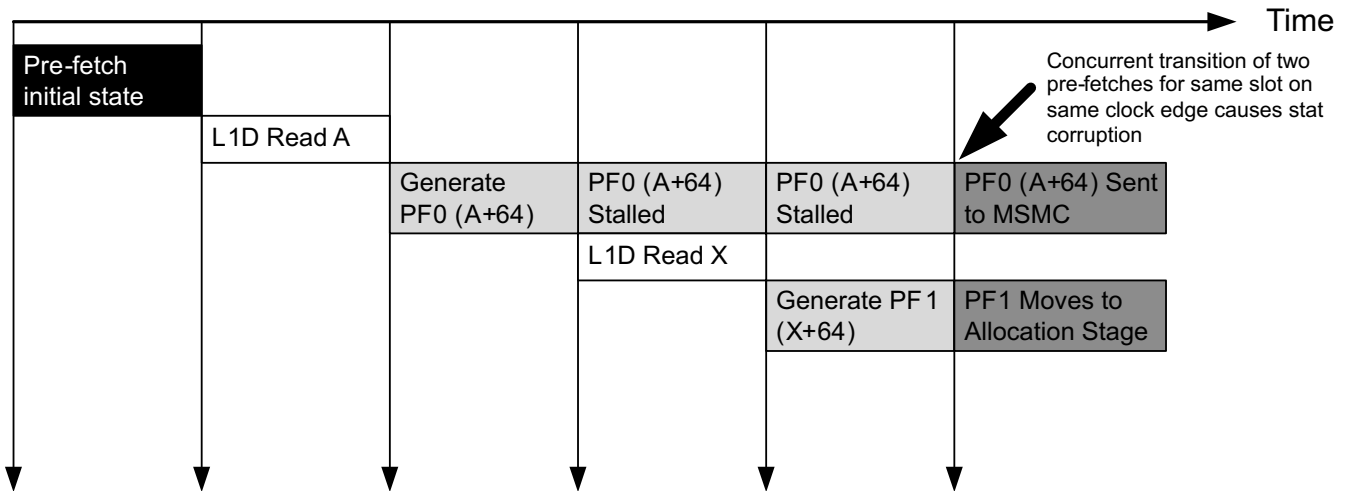 Time
Pre-fetch
initial state
Concurrent transition of two
pre-fetches for same slot on
same clock edge causes stat
corruption
L1D Read A
Generate
PF0 (A+64)
PF0 (A+64)
Stalled
PF0 (A+64)
Stalled
PF0 (A+64) Sent
to MSMC
L1D Read X
Generate PF1
(X+64)
PF1 Moves to
Allocation Stage